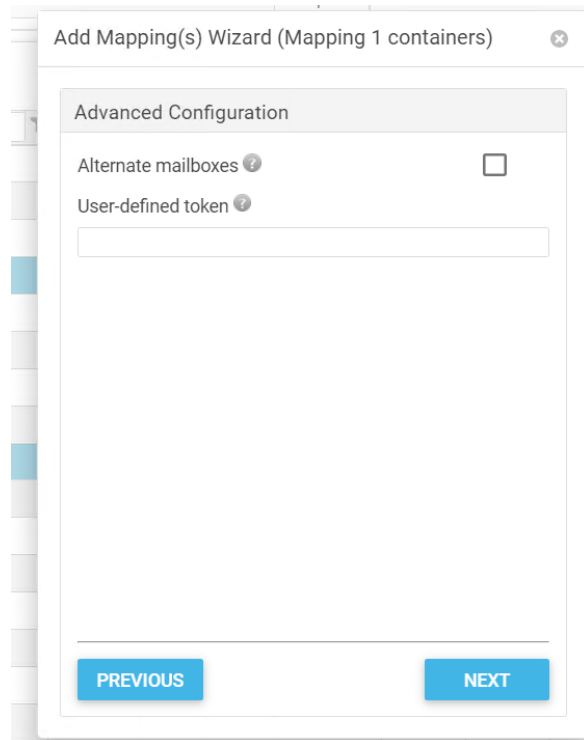 Add Mapping(s) Wizard (Mapping 1 containers)
Advanced Configuration
Alternate mailboxes ?
User-defined token ?
PREVIOUS
NEXT